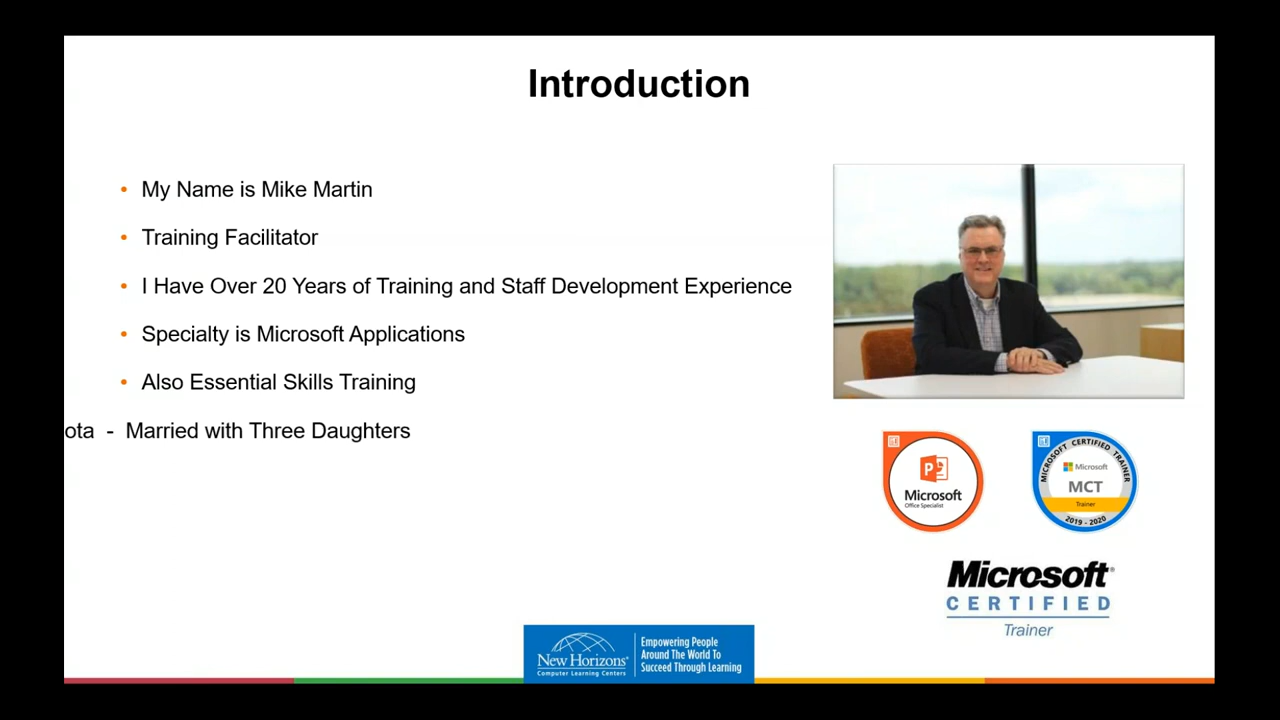 Introduction
• My Name is Mike Martin
• Training Facilitator
• I Have Over 20 Years of Training and Staff Development Experience
• Specialty is Microsoft Applications
• Also Essential Skills Training
ota - Married with Three Daughters
P
Microsoft
Office Specialist
MICROSOFT CERTIFIED TRAINER
Microsoft
MCT
Trainer
2019 - 2020
Microsoft®
CERTIFIED
Trainer
New Horizons®
Computer Learning Centers
Empowering People
Around The World To
Succeed Through Learning